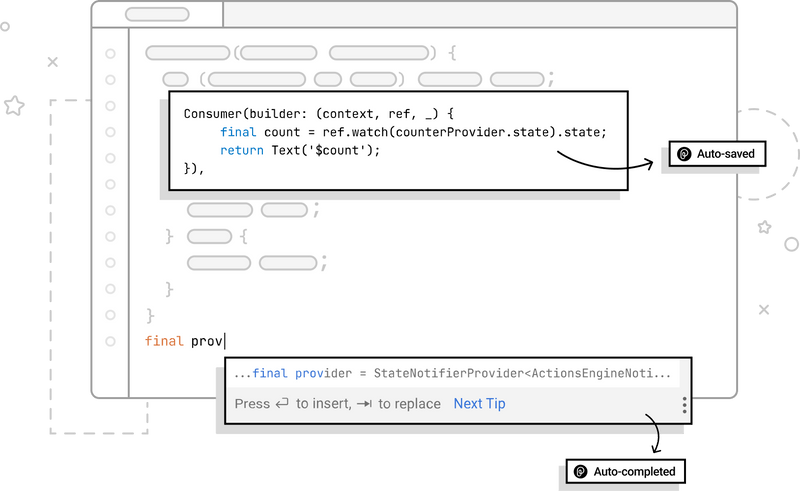 ({
;
Consumer(builder: (context, ref, _) {
final count = ref.watch(counterProvider.state).state;
return Text('$count');
}),
Auto-saved
;
} {
;
}
}
final prov
...final provider = StateNotifierProvider<ActionsEngineNoti...
Press ⏎ to insert, ⇥ to replace Next Tip
Auto-completed